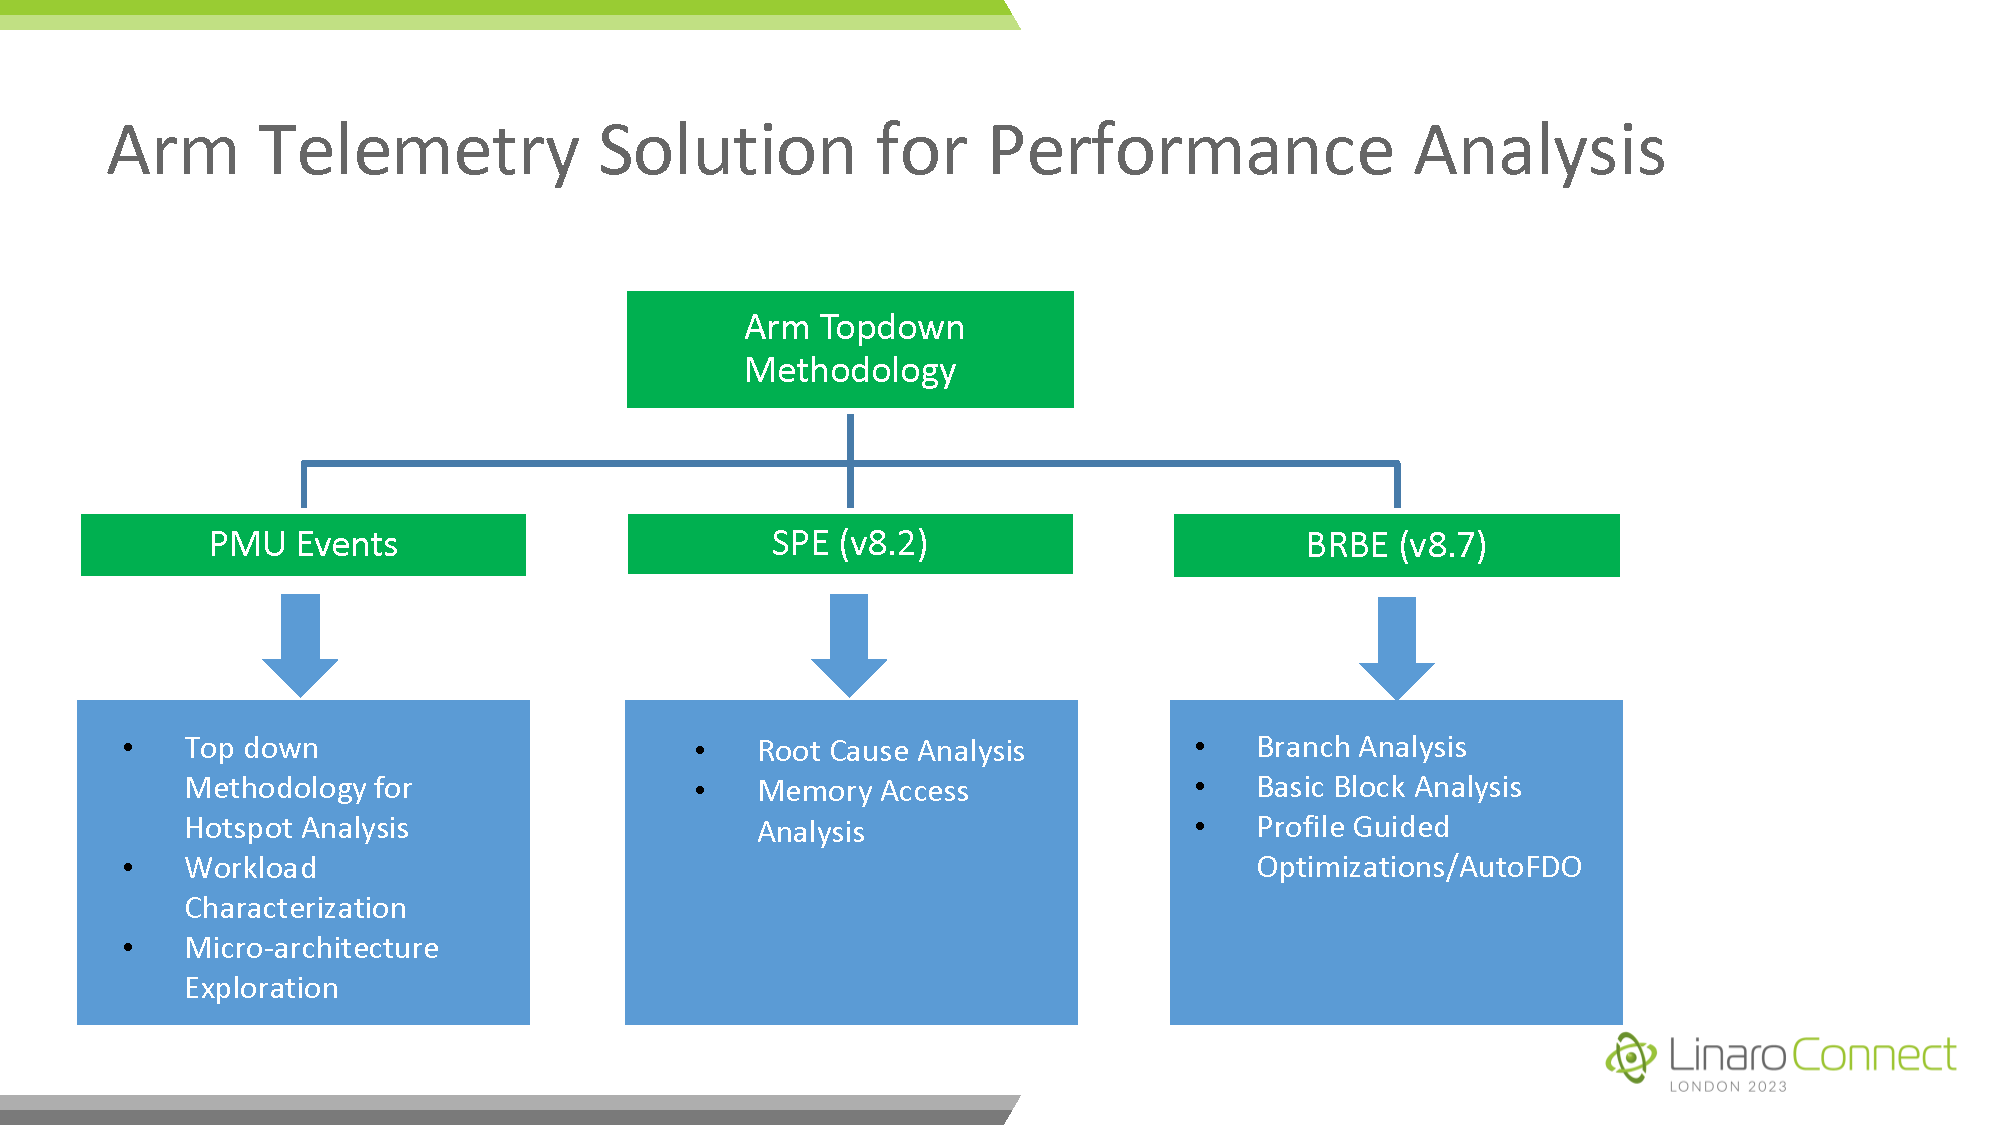 Arm Telemetry Solution for Performance Analysis
Arm Topdown
Methodology
PMU Events
SPE (v8.2)
BRBE (v8.7)
• Top down
Methodology for
Hotspot Analysis
• Workload
Characterization
• Micro-architecture
Exploration
• Root Cause Analysis
• Memory Access
Analysis
• Branch Analysis
• Basic Block Analysis
• Profile Guided
Optimizations/AutoFDO
Linaro Connect
LONDON 2023